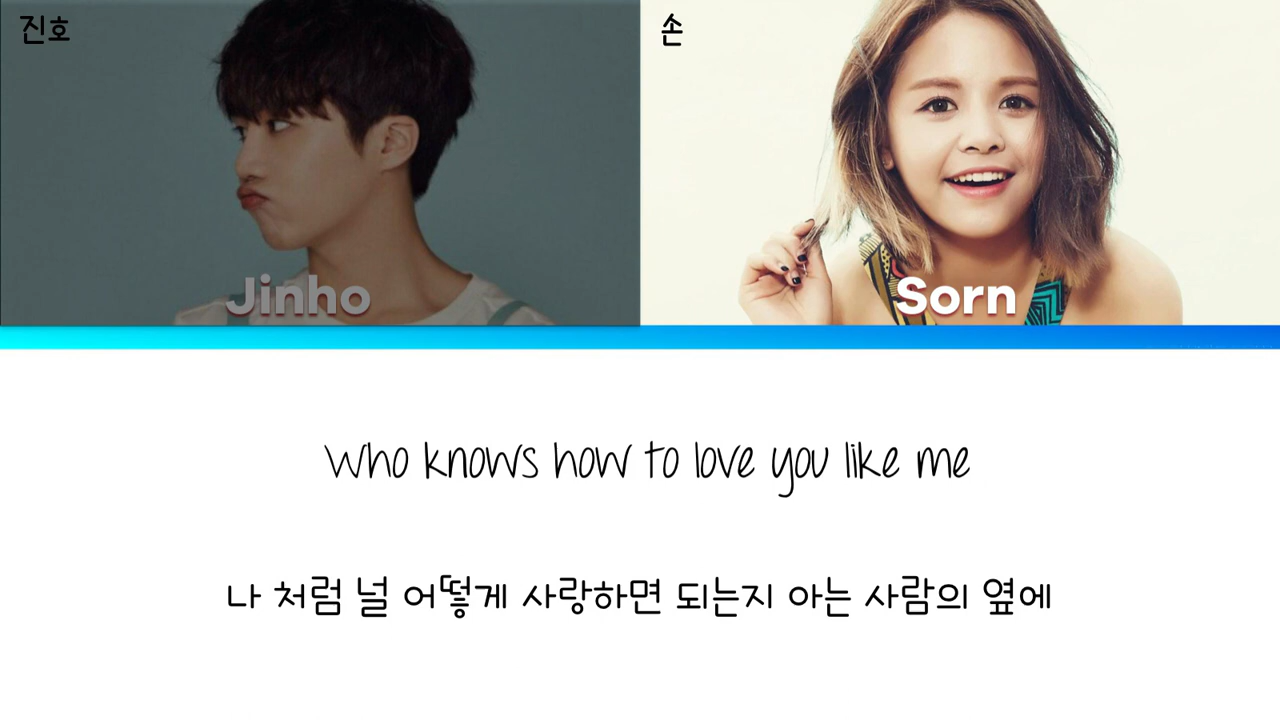 진호
손
Jinho
Sorn
Who knows how to love you like me
나 처럼 널 어떻게 사랑하면 되는지 아는 사람의 옆에